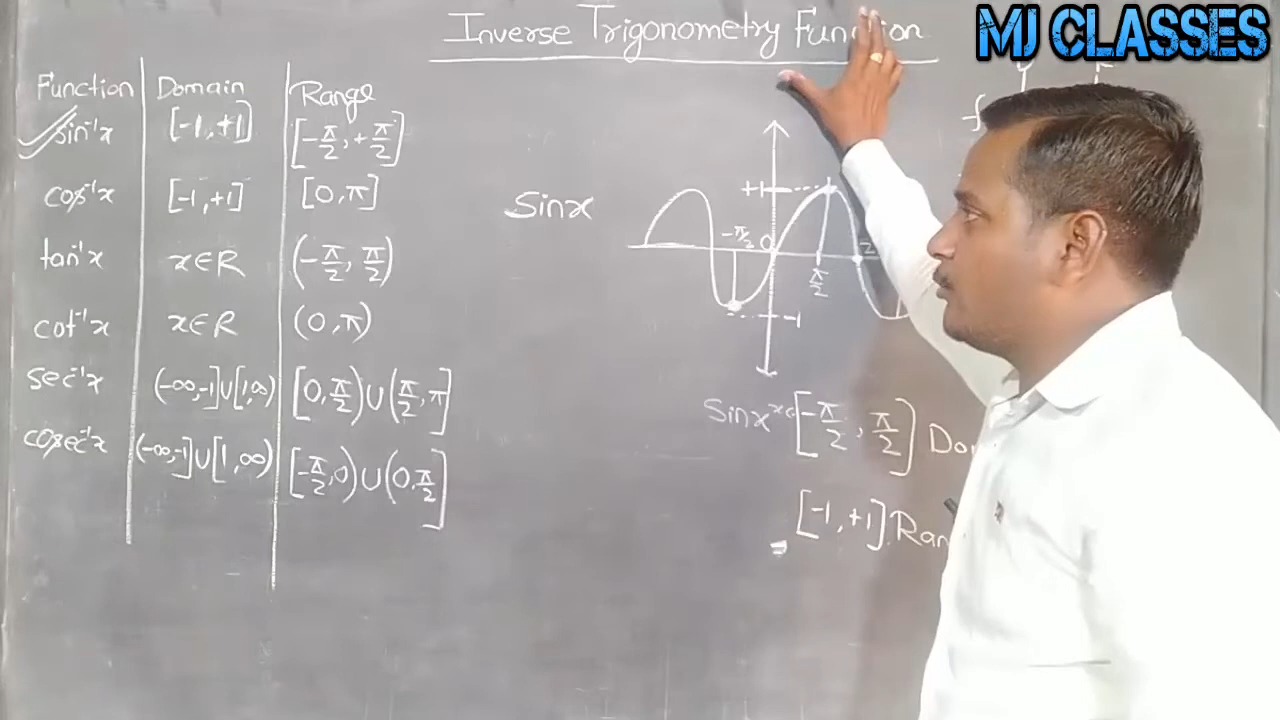 Inverse Trigonometry Function
MJ CLASSES
Function Domain Range
sin⁻¹x [-1, +1] [-π/2, +π/2]
cos⁻¹x [-1, +1] [0, π]
tan⁻¹x x∈R (-π/2, π/2)
cot⁻¹x x∈R (0, π)
sec⁻¹x (-∞,-1]∪[1,∞) [0, π/2)∪(π/2, π]
cosec⁻¹x (-∞,-1]∪[1,∞) [-π/2, 0)∪(0, π/2]
Sinx
+1
-π/2 0
π/2
-1
Sinx x∈[-π/2, π/2]
[-1, +1]
f